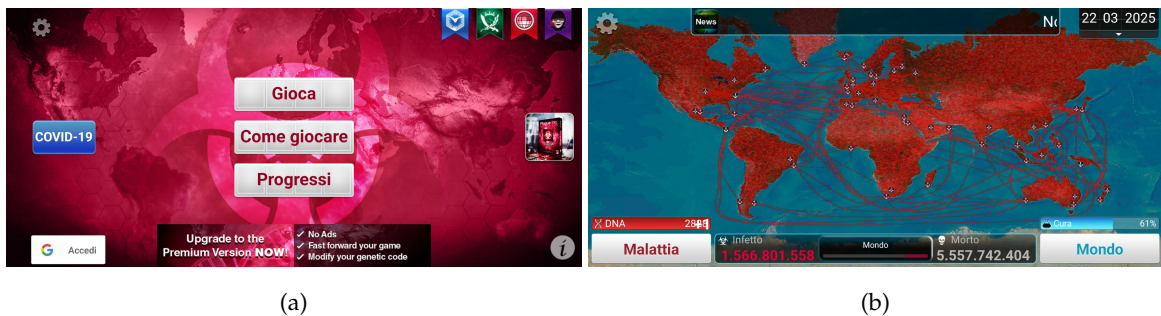 Gioca
COVID-19
Come giocare
Progressi
G Accedi
Upgrade to the
Premium Version NOW!
✓ No Ads
✓ Fast forward your game
✓ Modify your genetic code
i
(a)
News
22 03 2025
DNA
Cura 61%
Malattia
Infetto
1.566.801.558
Mondo
Morto
5.557.742.404
Mondo
(b)